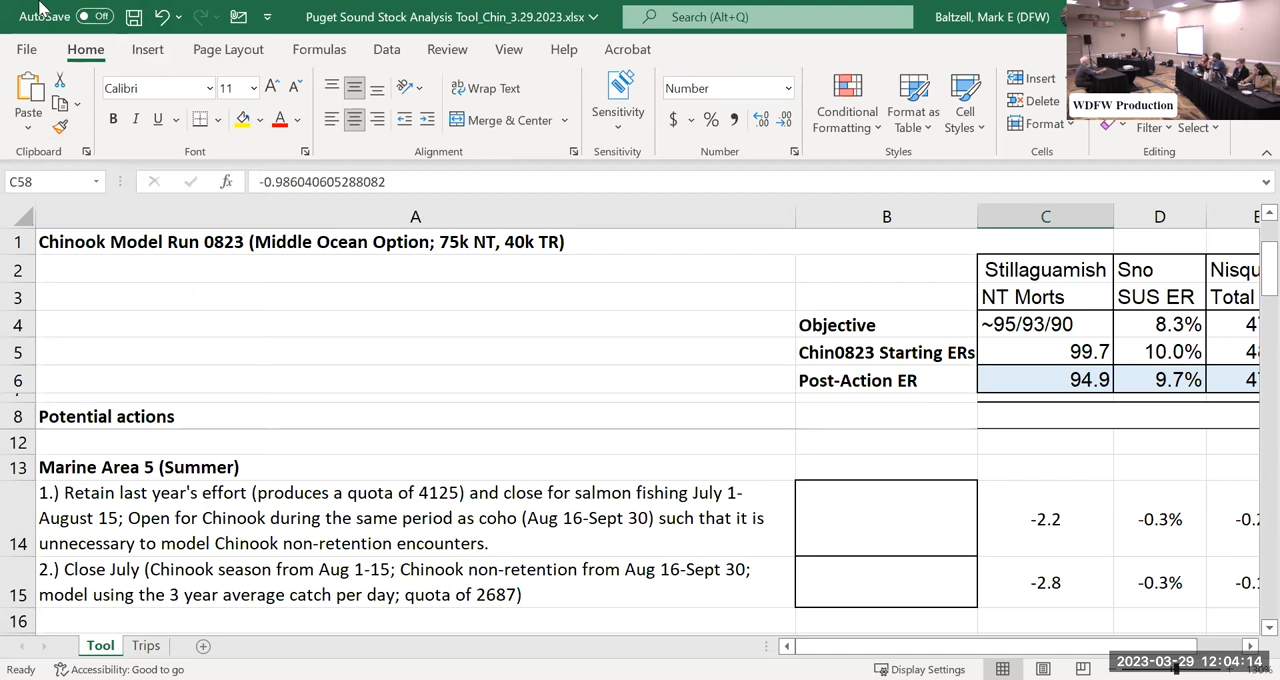 AutoSave Off Puget Sound Stock Analysis Tool_Chin_3.29.2023.xlsx Search (Alt+Q) Baltzell, Mark E (DFW)
File Home Insert Page Layout Formulas Data Review View Help Acrobat
Calibri 11 Wrap Text Number Insert
Paste B I U Merge & Center Sensitivity $ % Conditional Formatting Format as Table Cell Styles Delete
Format Filter Select
Clipboard Font Alignment Sensitivity Number Styles Cells Editing
WDFW Production
C58 fx -0.986040605288082
A B C D E
1 Chinook Model Run 0823 (Middle Ocean Option; 75k NT, 40k TR)
2 Stillaguamish Sno Nisqu
3 NT Morts SUS ER Total
4 Objective ~95/93/90 8.3% 4
5 Chin0823 Starting ERs 99.7 10.0% 4
6 Post-Action ER 94.9 9.7% 4
8 Potential actions
12
13 Marine Area 5 (Summer)
1.) Retain last year's effort (produces a quota of 4125) and close for salmon fishing July 1-
August 15; Open for Chinook during the same period as coho (Aug 16-Sept 30) such that it is
14 unnecessary to model Chinook non-retention encounters. -2.2 -0.3% -0.2
2.) Close July (Chinook season from Aug 1-15; Chinook non-retention from Aug 16-Sept 30;
15 model using the 3 year average catch per day; quota of 2687) -2.8 -0.3% -0.1
16
Tool Trips
Ready Accessibility: Good to go Display Settings
2023-03-29 12:04:14